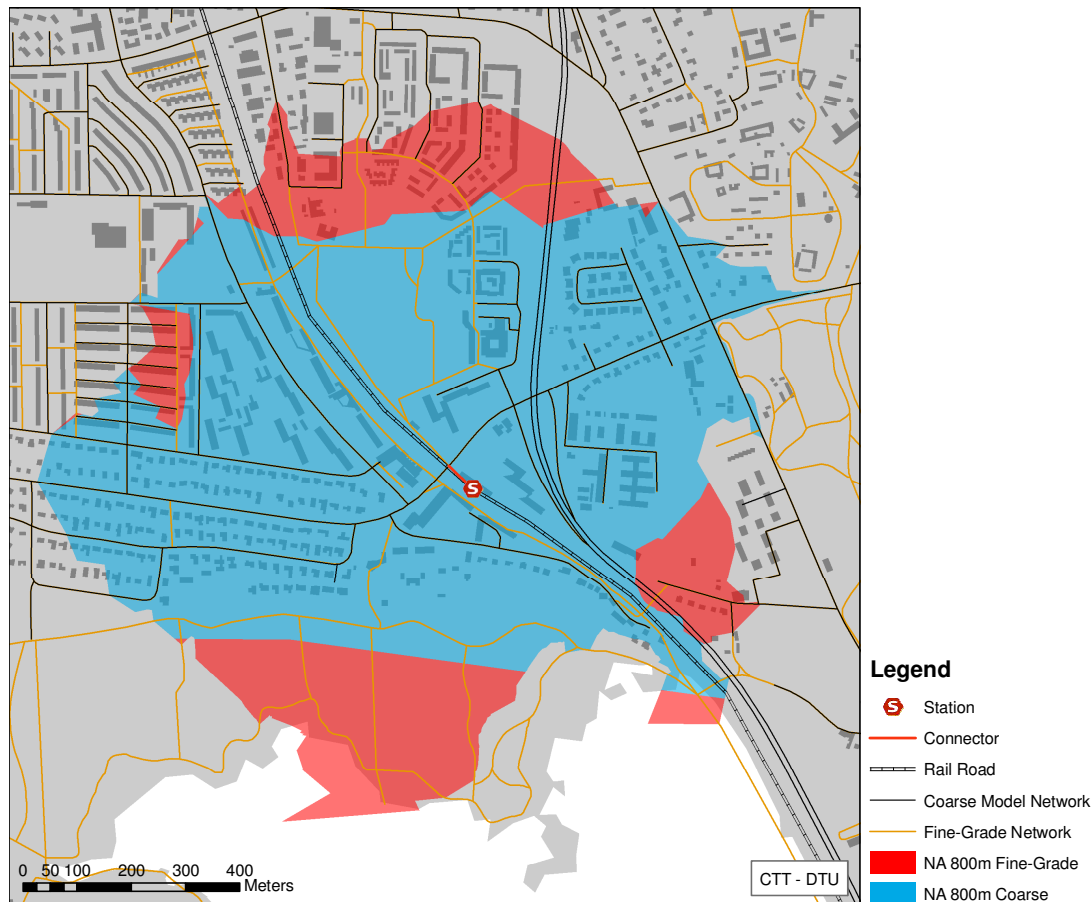 S
Legend
S Station
Connector
Rail Road
Coarse Model Network
Fine-Grade Network
NA 800m Fine-Grade
NA 800m Coarse
0 50 100 200 300 400
Meters
CTT - DTU